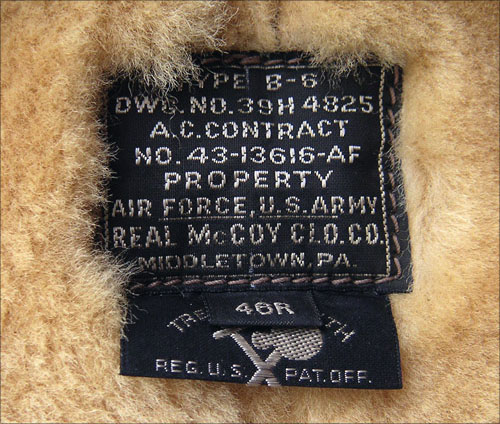 TYPE B-6
DWG. NO. 39H 4825
A.C. CONTRACT
NO. 43-13616-AF
PROPERTY
AIR FORCE, U.S. ARMY
REAL McCOY CLO. CO.
MIDDLETOWN, PA.
46R
REG. U.S. PAT. OFF.